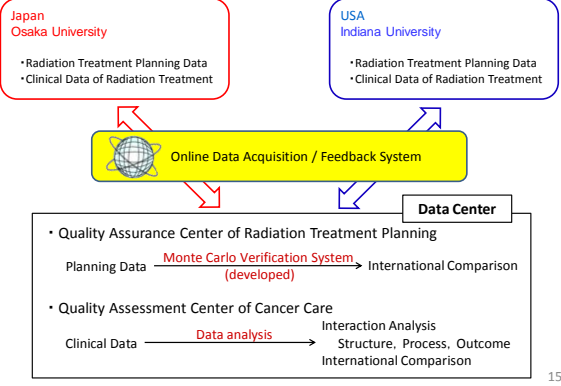 Japan
Osaka University
・Radiation Treatment Planning Data
・Clinical Data of Radiation Treatment
USA
Indiana University
・Radiation Treatment Planning Data
・Clinical Data of Radiation Treatment
Online Data Acquisition / Feedback System
Data Center
・Quality Assurance Center of Radiation Treatment Planning
Planning Data
Monte Carlo Verification System
(developed)
International Comparison
・Quality Assessment Center of Cancer Care
Clinical Data
Data analysis
Interaction Analysis
Structure, Process, Outcome
International Comparison
15